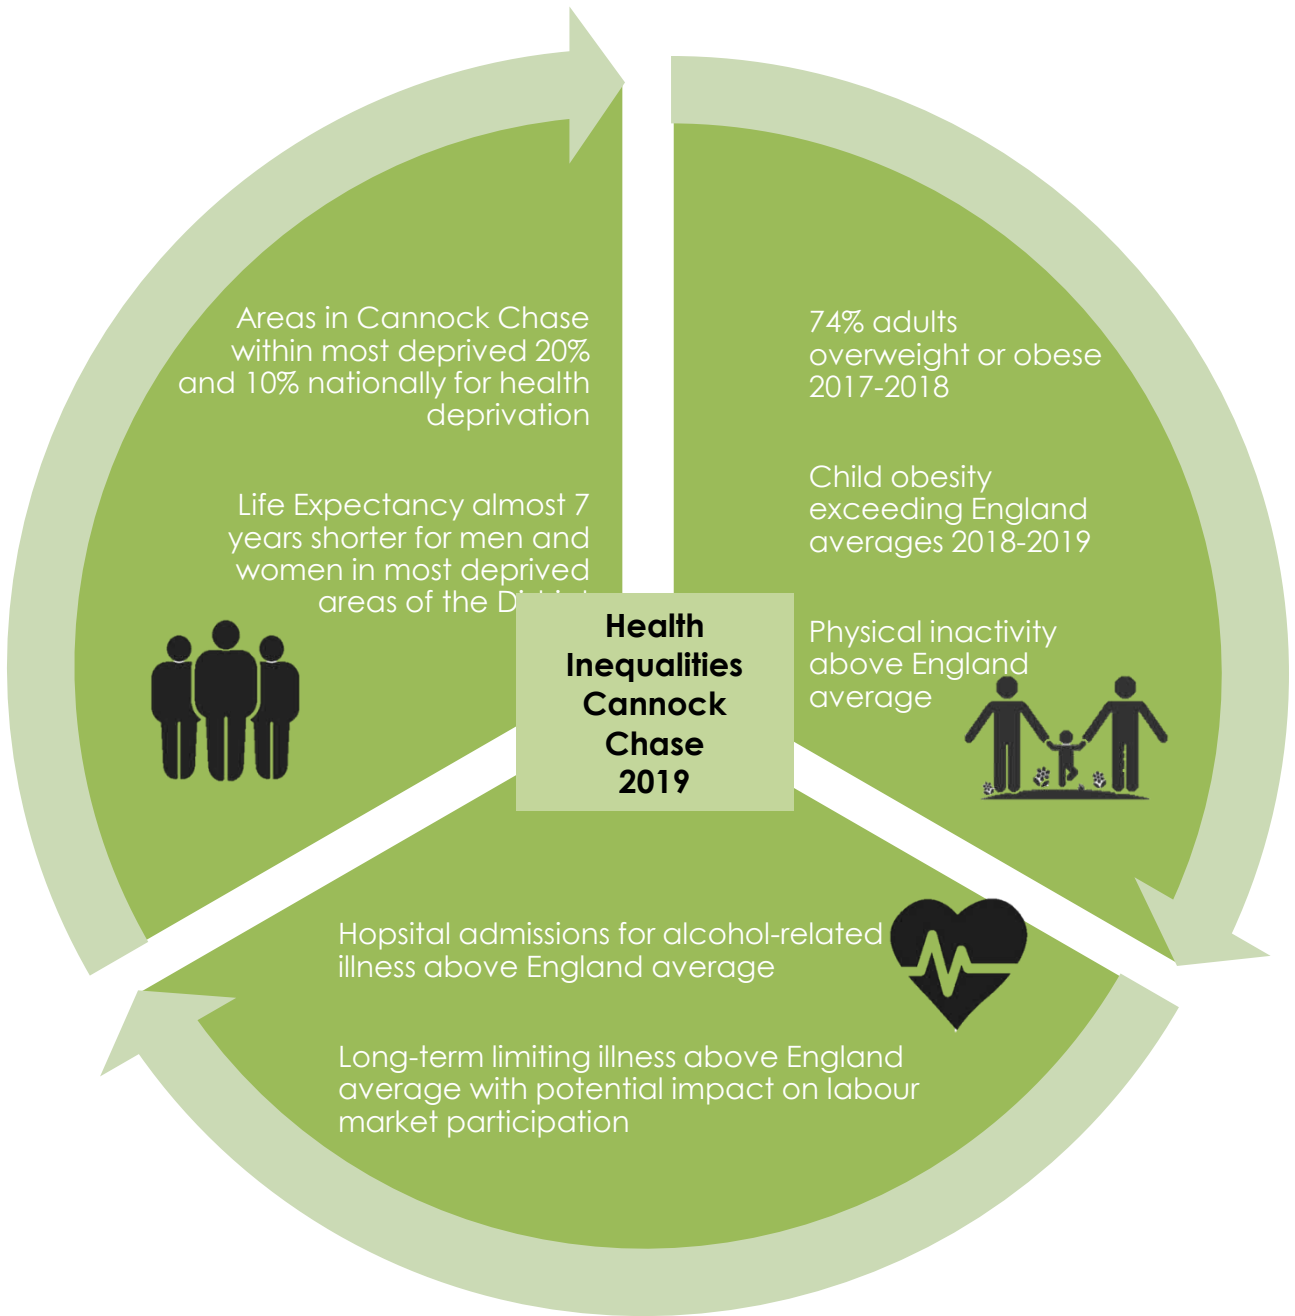 Areas in Cannock Chase
within most deprived 20%
and 10% nationally for health
deprivation
Life Expectancy almost 7
years shorter for men and
women in most deprived
areas of the
74% adults
overweight or obese
2017-2018
Child obesity
exceeding England
averages 2018-2019
Physical inactivity
above England
average
Health
Inequalities
Cannock
Chase
2019
Hopsital admissions for alcohol-related
illness above England average
Long-term limiting illness above England
average with potential impact on labour
market participation